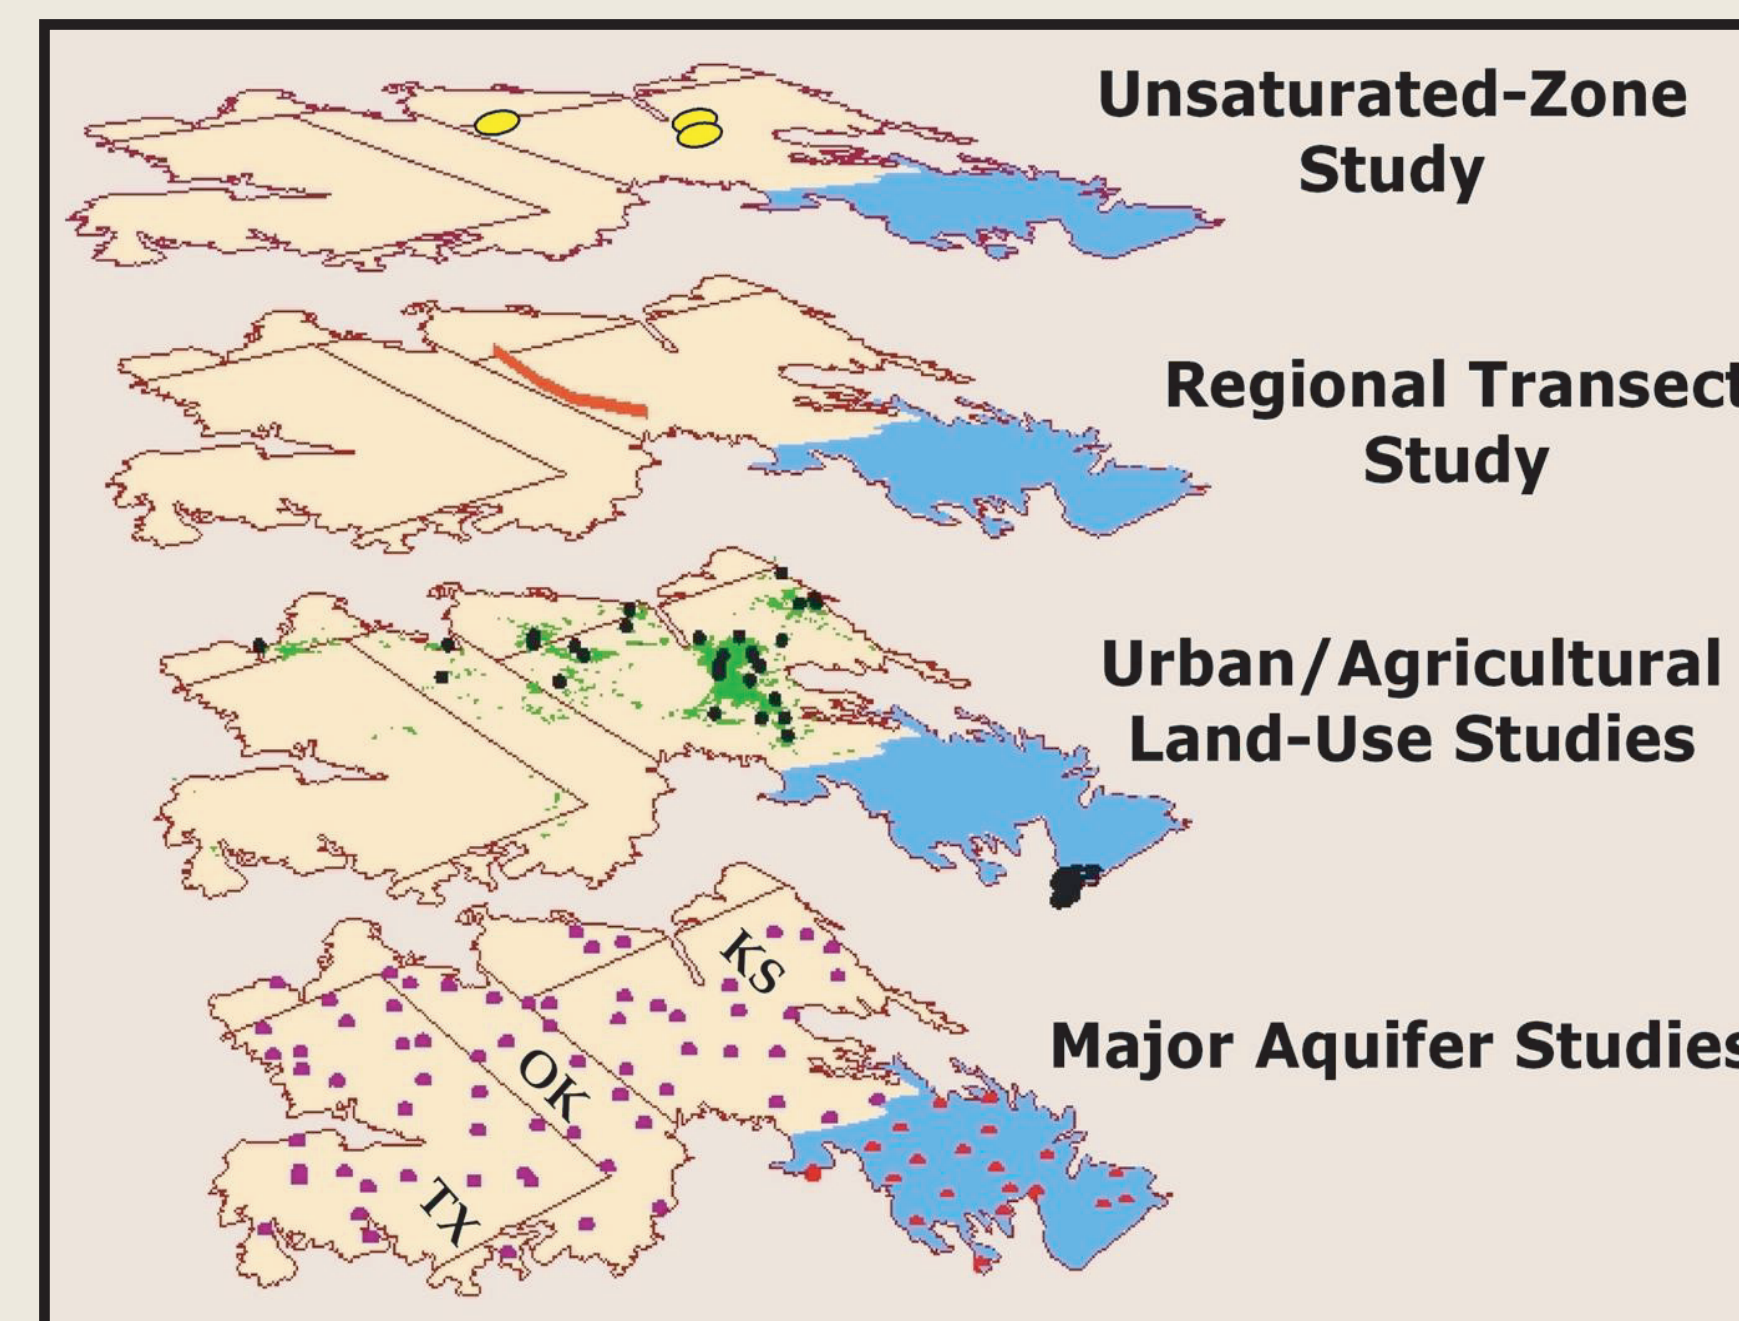 Unsaturated-Zone
Study
Regional Transect
Study
Urban/Agricultural
Land-Use Studies
KS
OK
TX
Major Aquifer Studies